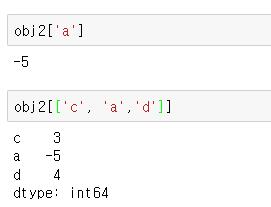 obj2['a']
-5
obj2[['c', 'a','d']]
c    3
a   -5
d    4
dtype: int64